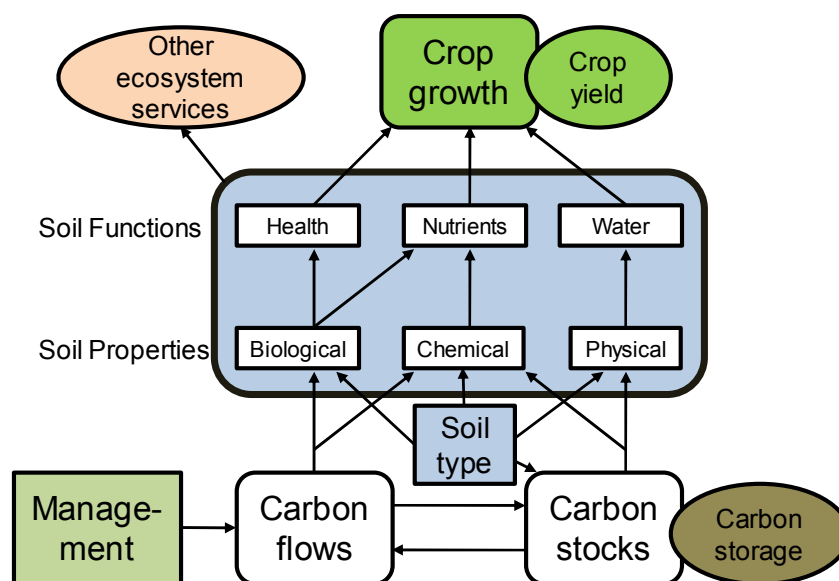 Other
ecosystem
services
Crop
growth
Crop
yield
Soil Functions
Health
Nutrients
Water
Soil Properties
Biological
Chemical
Physical
Soil
type
Manage-
ment
Carbon
flows
Carbon
stocks
Carbon
storage